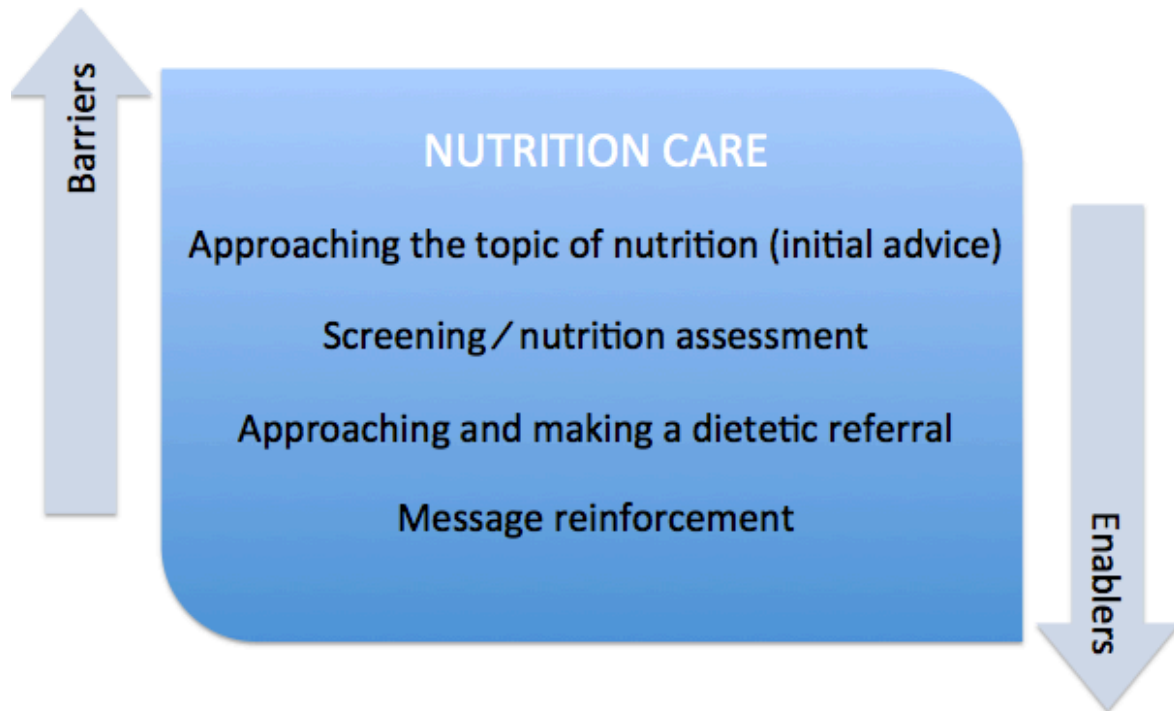 Barriers
NUTRITION CARE
Approaching the topic of nutrition (initial advice)
Screening / nutrition assessment
Approaching and making a dietetic referral
Message reinforcement
Enablers